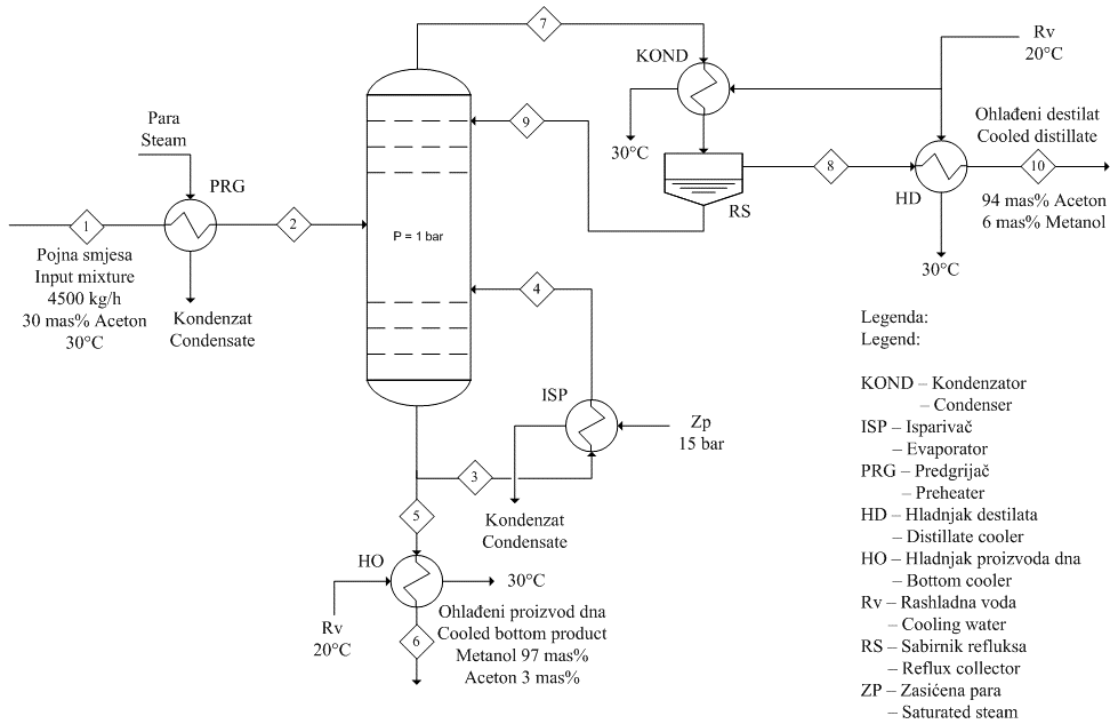 7
KOND
Rv
20°C
Para
Steam
9
30°C
Ohlađeni destilat
Cooled distillate
PRG
8
10
RS
HD
94 mas% Aceton
6 mas% Metanol
1
2
P = 1 bar
30°C
Pojna smjesa
Input mixture
4500 kg/h
30 mas% Aceton
30°C
Kondenzat
Condensate
4
ISP
Zp
15 bar
3
Kondenzat
Condensate
5
HO
30°C
Rv
20°C
6
Ohlađeni proizvod dna
Cooled bottom product
Metanol 97 mas%
Aceton 3 mas%
Legenda:
Legend:
KOND – Kondenzator
– Condenser
ISP – Isparivač
– Evaporator
PRG – Predgrijač
– Preheater
HD – Hladnjak destilata
– Distillate cooler
HO – Hladnjak proizvoda dna
– Bottom cooler
Rv – Rashladna voda
– Cooling water
RS – Sabirnik refluksa
– Reflux collector
ZP – Zasićena para
– Saturated steam